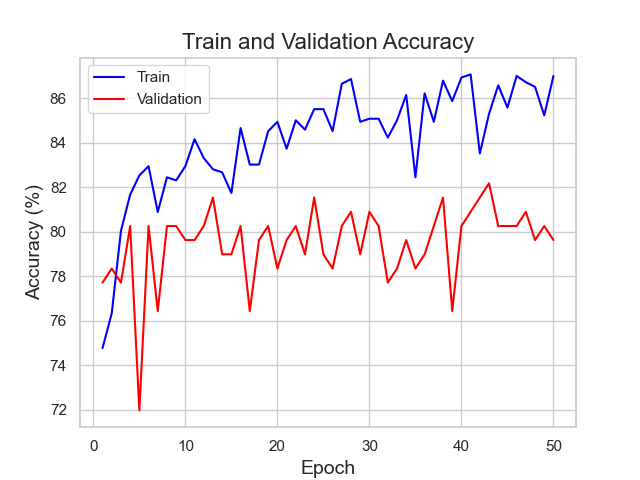 Train and Validation Accuracy
Train
Validation
86
84
82
80
78
76
74
72
Accuracy (%)
0 10 20 30 40 50
Epoch